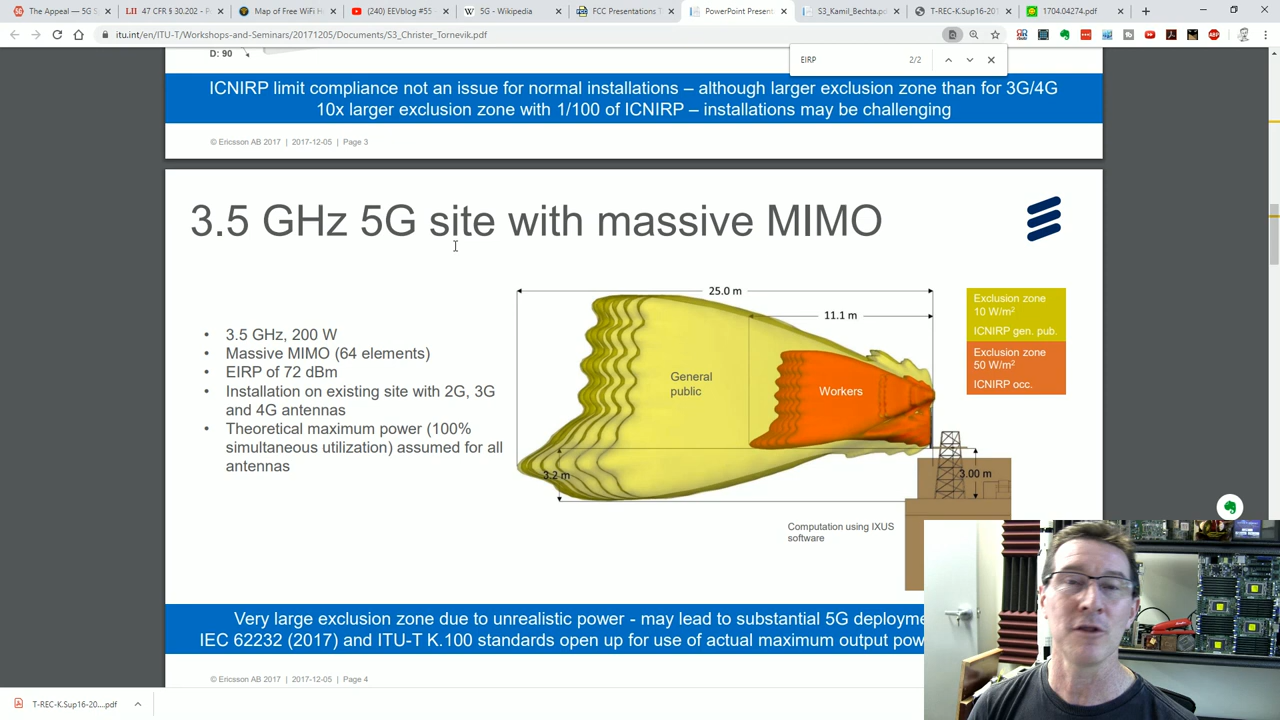 The Appeal — 5G S
47 CFR § 30.202 - P
Map of Free WiFi H
(240) EEVblog #55
5G - Wikipedia
FCC Presentations T
PowerPoint Present
S3_Kamil_Bechta.pd
T-REC-K.Sup16-201
1704.04274.pdf
itu.int/en/ITU-T/Workshops-and-Seminars/20171205/Documents/S3_Christer_Tornevik.pdf
EIRP 2/2
D: 90
ICNIRP limit compliance not an issue for normal installations – although larger exclusion zone than for 3G/4G
10x larger exclusion zone with 1/100 of ICNIRP – installations may be challenging
© Ericsson AB 2017 | 2017-12-05 | Page 3
3.5 GHz 5G site with massive MIMO
• 3.5 GHz, 200 W
• Massive MIMO (64 elements)
• EIRP of 72 dBm
• Installation on existing site with 2G, 3G
and 4G antennas
• Theoretical maximum power (100%
simultaneous utilization) assumed for all
antennas
25.0 m
11.1 m
General
public
Workers
3.2 m
3.00 m
Exclusion zone
10 W/m²
ICNIRP gen. pub.
Exclusion zone
50 W/m²
ICNIRP occ.
Computation using IXUS
software
Very large exclusion zone due to unrealistic power - may lead to substantial 5G deployme
IEC 62232 (2017) and ITU-T K.100 standards open up for use of actual maximum output pow
© Ericsson AB 2017 | 2017-12-05 | Page 4
T-REC-K.Sup16-20....pdf